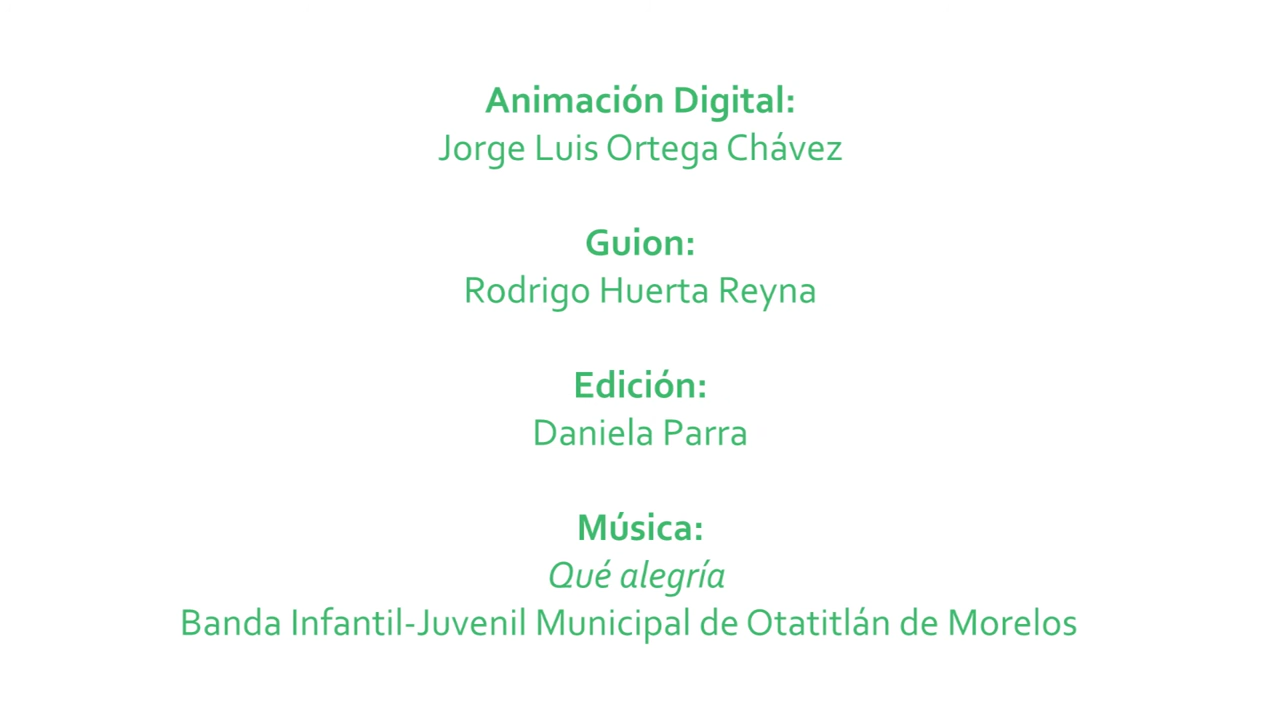 Animación Digital:
Jorge Luis Ortega Chávez
Guion:
Rodrigo Huerta Reyna
Edición:
Daniela Parra
Música:
Qué alegría
Banda Infantil-Juvenil Municipal de Otatitlán de Morelos